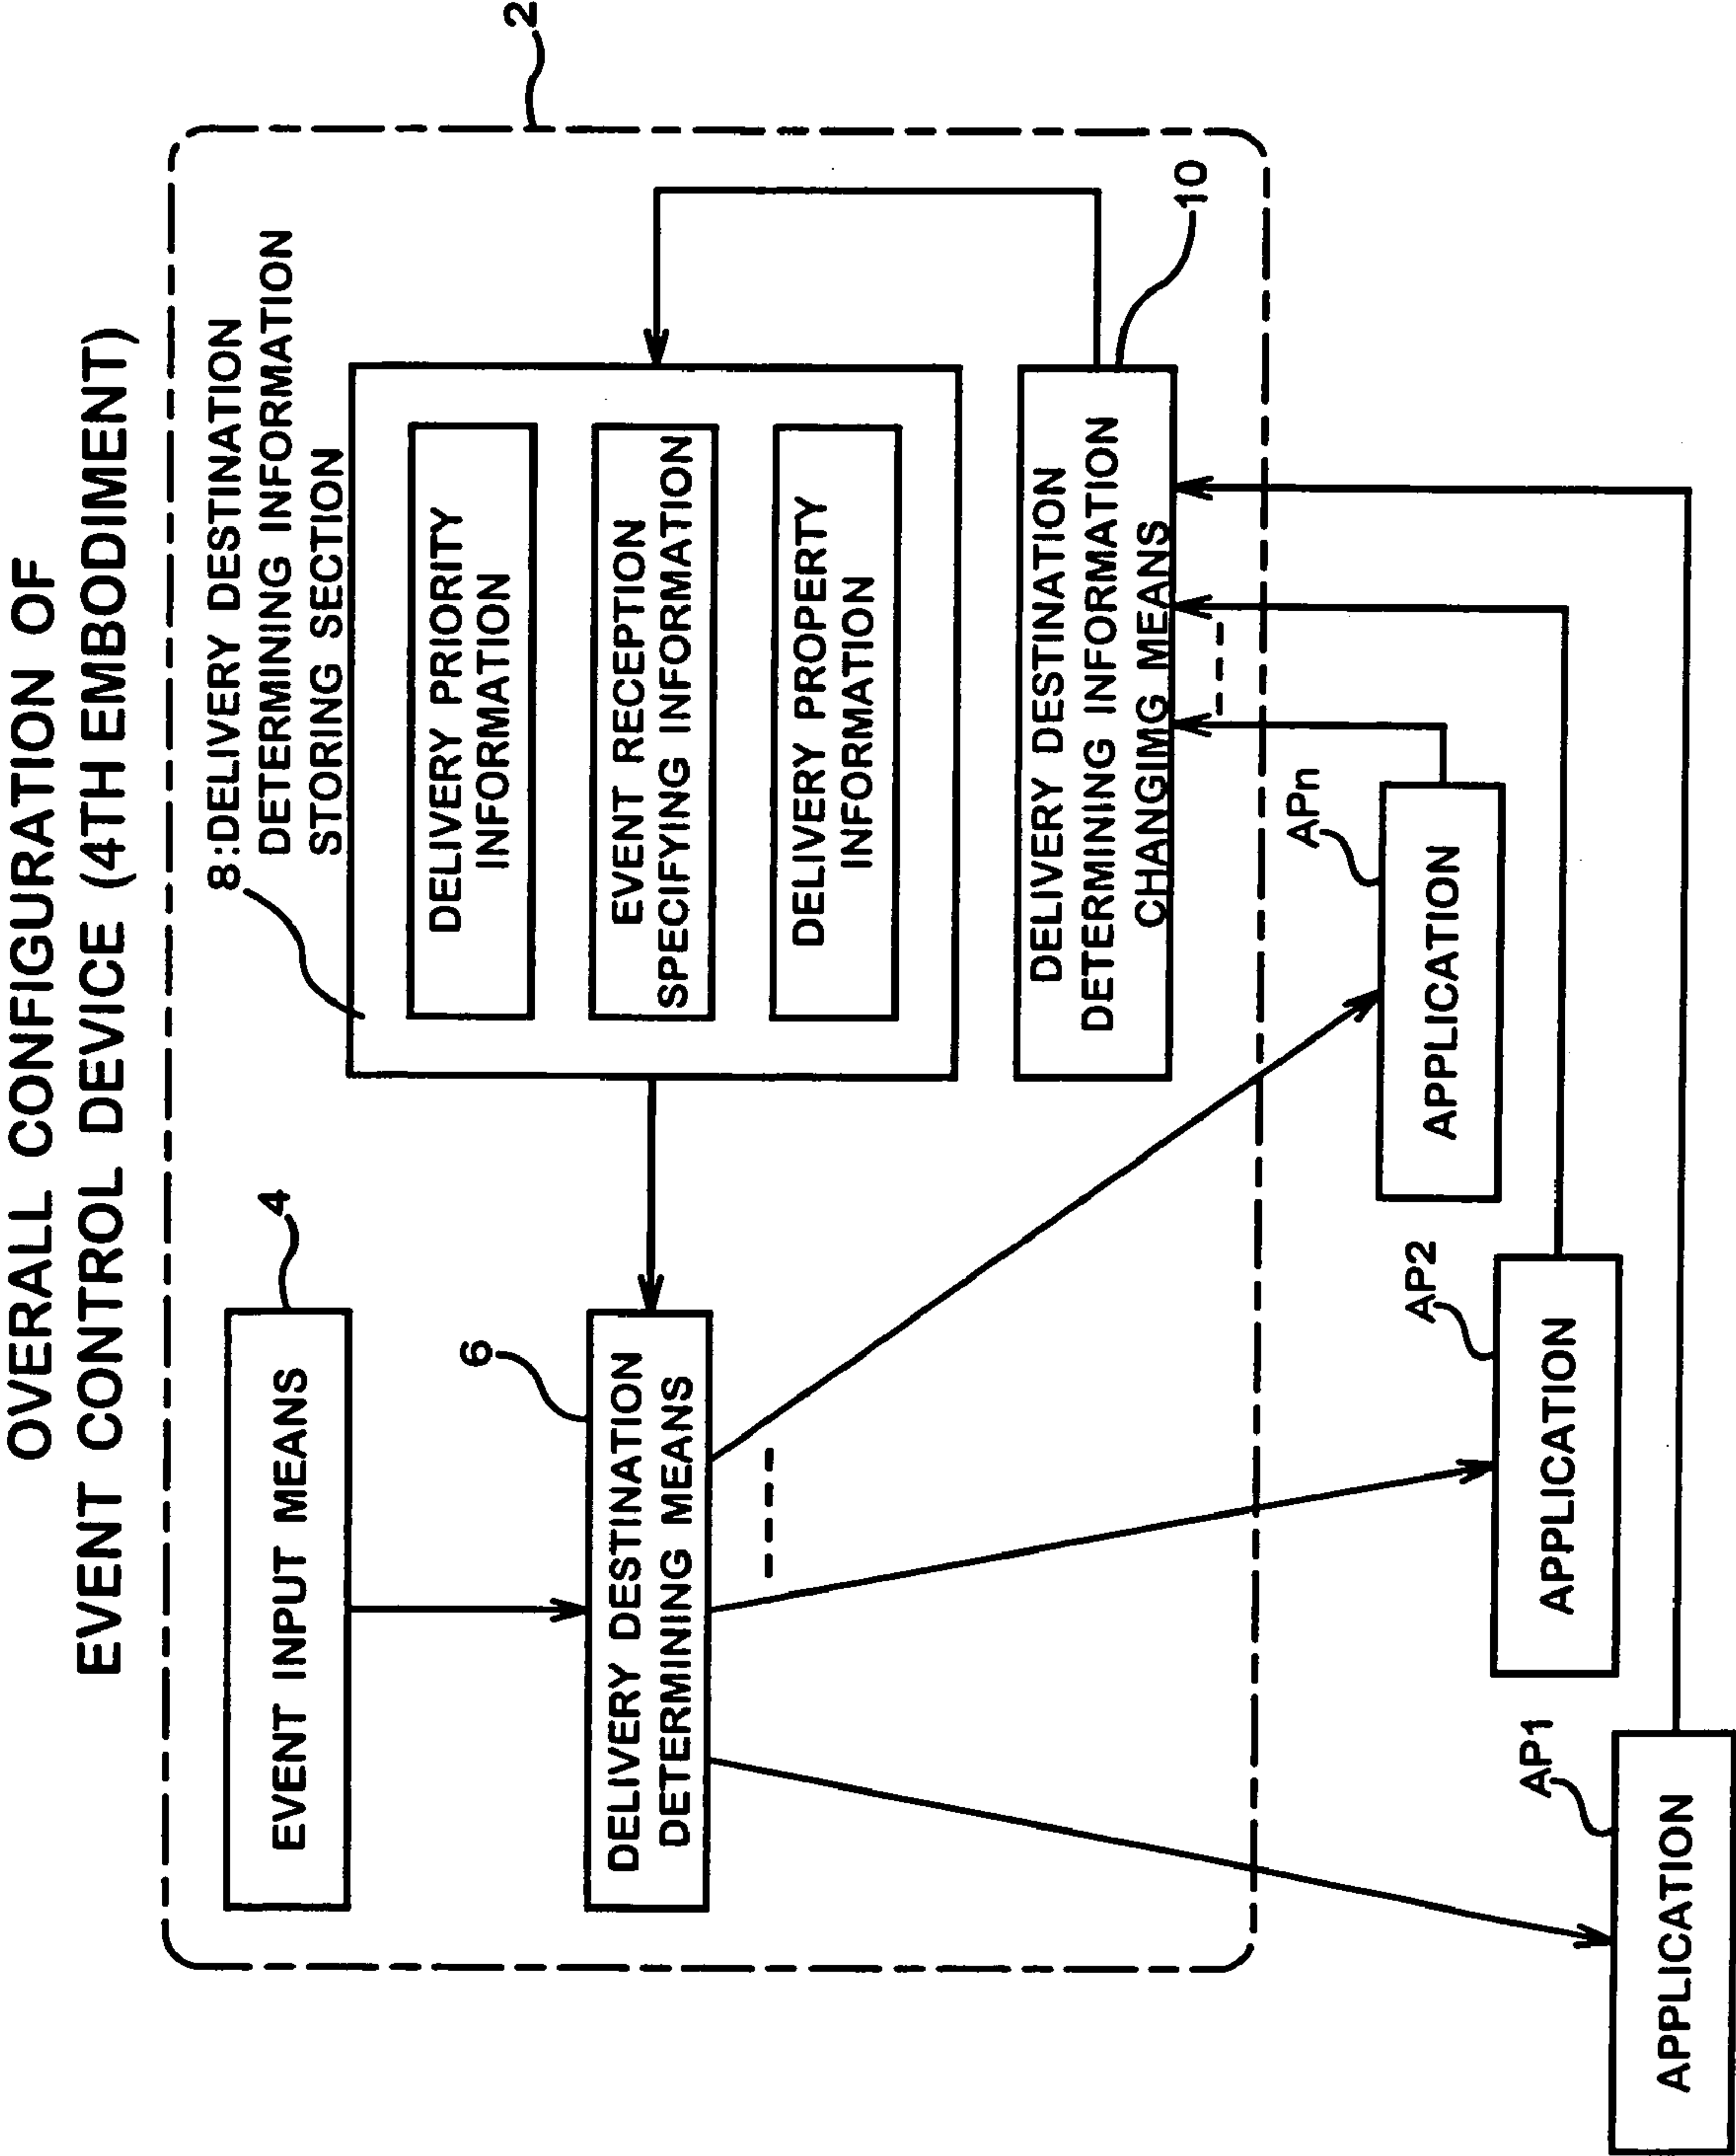 OVERALL CONFIGURATION OF
EVENT CONTROL DEVICE (4TH EMBODIMENT)
2
4
EVENT INPUT MEANS
6
DELIVERY DESTINATION
DETERMINING MEANS
8:DELIVERY DESTINATION
DETERMINING INFORMATION
STORING SECTION
DELIVERY PRIORITY
INFORMATION
EVENT RECEPTION
SPECIFYING INFORMATION
DELIVERY PROPERTY
INFORMATION
DELIVERY DESTINATION
DETERMINING INFORMATION
CHANGING MEANS
10
AP1
APPLICATION
AP2
APPLICATION
APn
APPLICATION